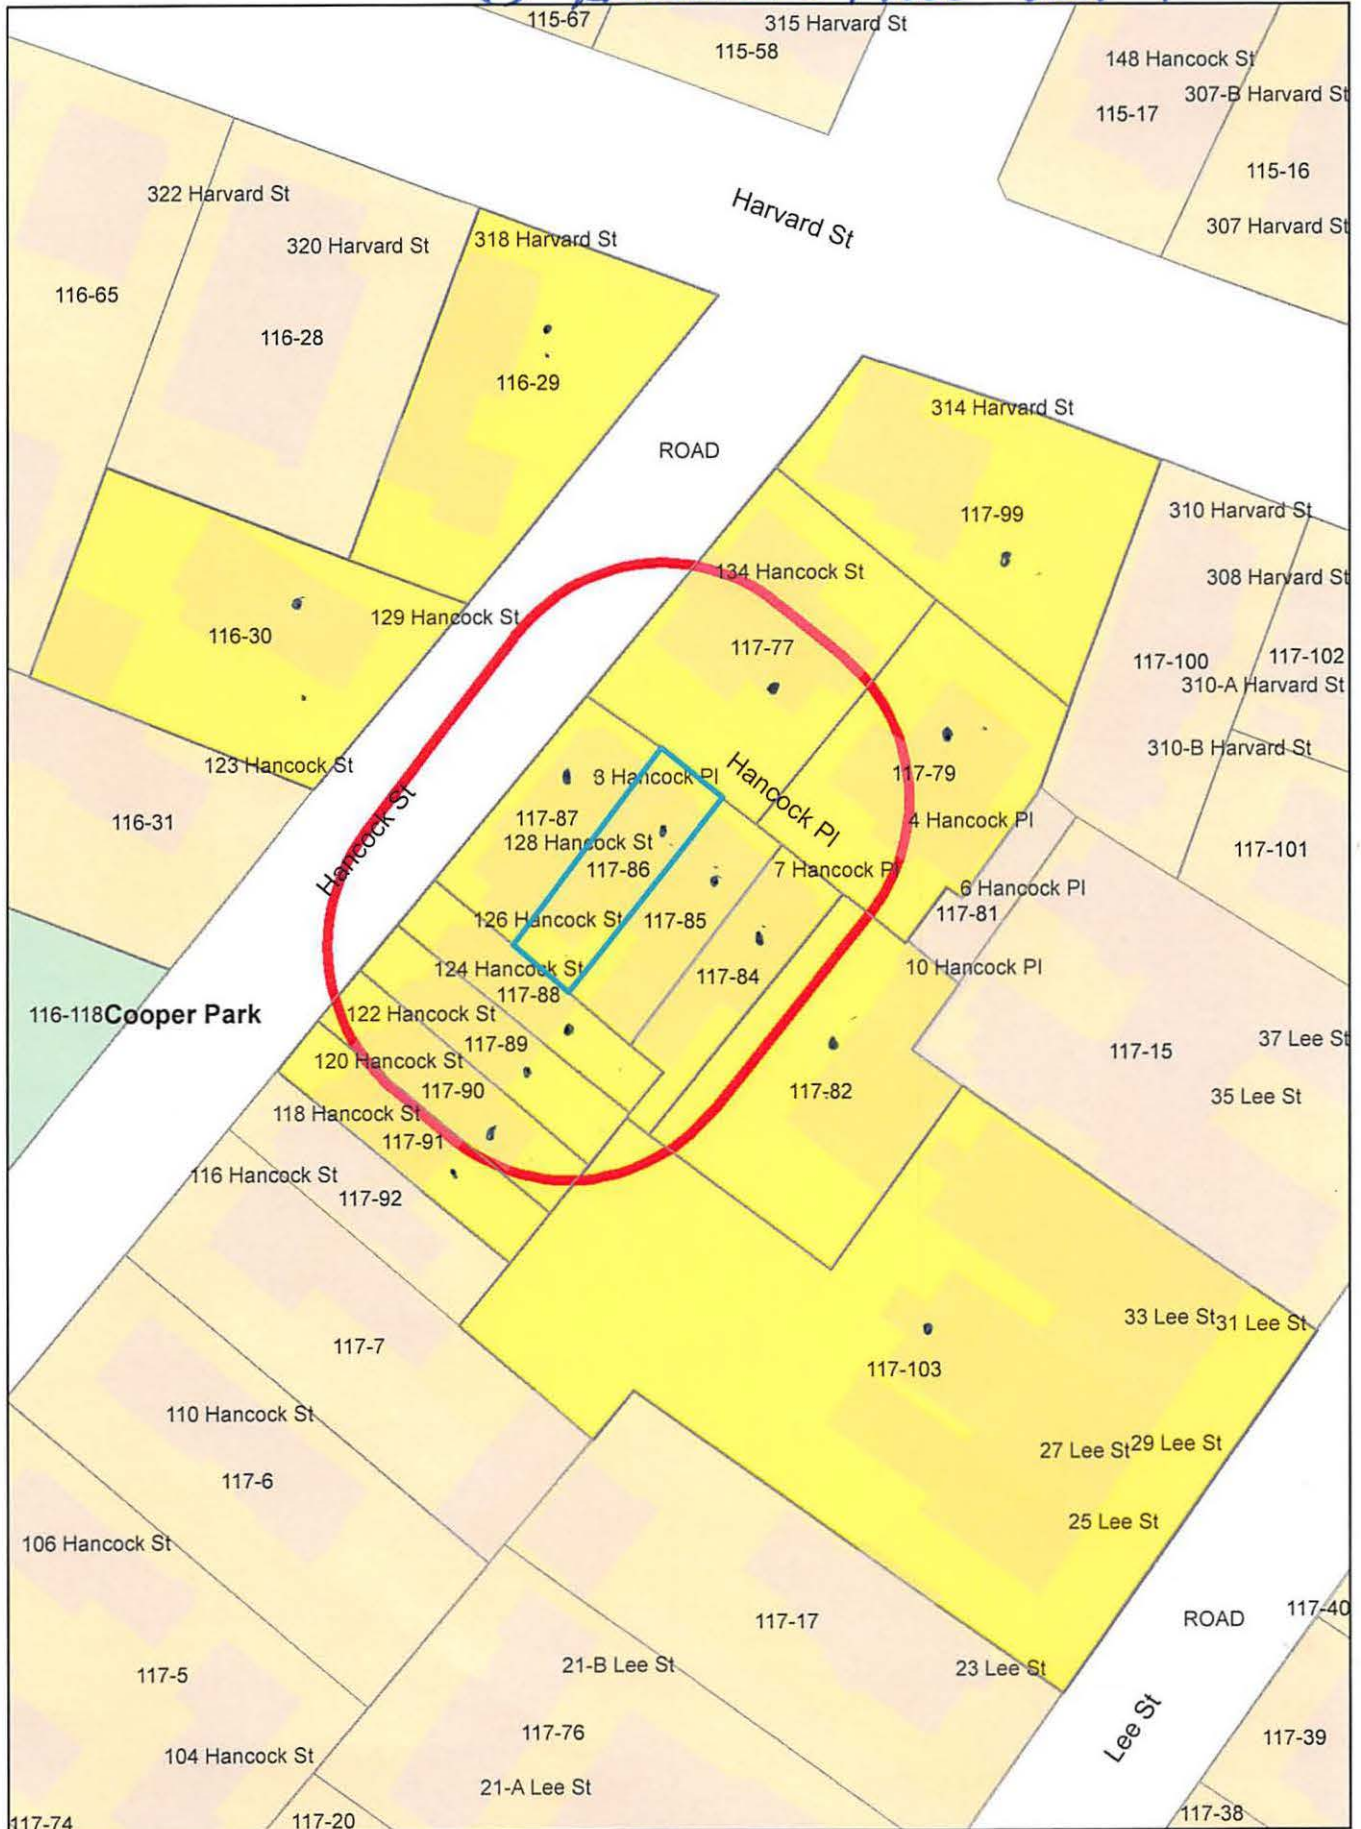 115-67
315 Harvard St
115-58
148 Hancock St
307-B Harvard St
115-17
115-16
322 Harvard St
Harvard St
307 Harvard St
320 Harvard St
318 Harvard St
116-65
116-28
116-29
314 Harvard St
ROAD
117-99
310 Harvard St
134 Hancock St
308 Harvard St
129 Hancock St
116-30
117-77
117-100
117-102
310-A Harvard St
310-B Harvard St
123 Hancock St
3 Hancock Pl
Hancock Pl
117-79
116-31
Hancock St
117-87
4 Hancock Pl
128 Hancock St
117-101
117-86
7 Hancock Pl
6 Hancock Pl
126 Hancock St
117-85
117-81
124 Hancock St
117-84
10 Hancock Pl
117-88
116-118
Cooper Park
122 Hancock St
117-89
117-15
37 Lee St
120 Hancock St
117-90
117-82
35 Lee St
118 Hancock St
117-91
116 Hancock St
117-92
33 Lee St
31 Lee St
117-7
117-103
110 Hancock St
27 Lee St
29 Lee St
117-6
25 Lee St
106 Hancock St
117-40
ROAD
117-17
21-B Lee St
23 Lee St
117-5
Lee St
117-76
117-39
104 Hancock St
21-A Lee St
117-38
117-74
117-20